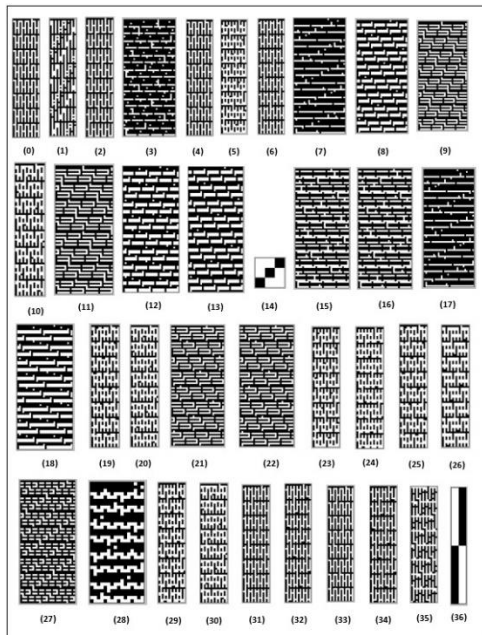 (0) (1) (2) (3) (4) (5) (6) (7) (8) (9)
(10) (11) (12) (13) (14) (15) (16) (17)
(18) (19) (20) (21) (22) (23) (24) (25) (26)
(27) (28) (29) (30) (31) (32) (33) (34) (35) (36)